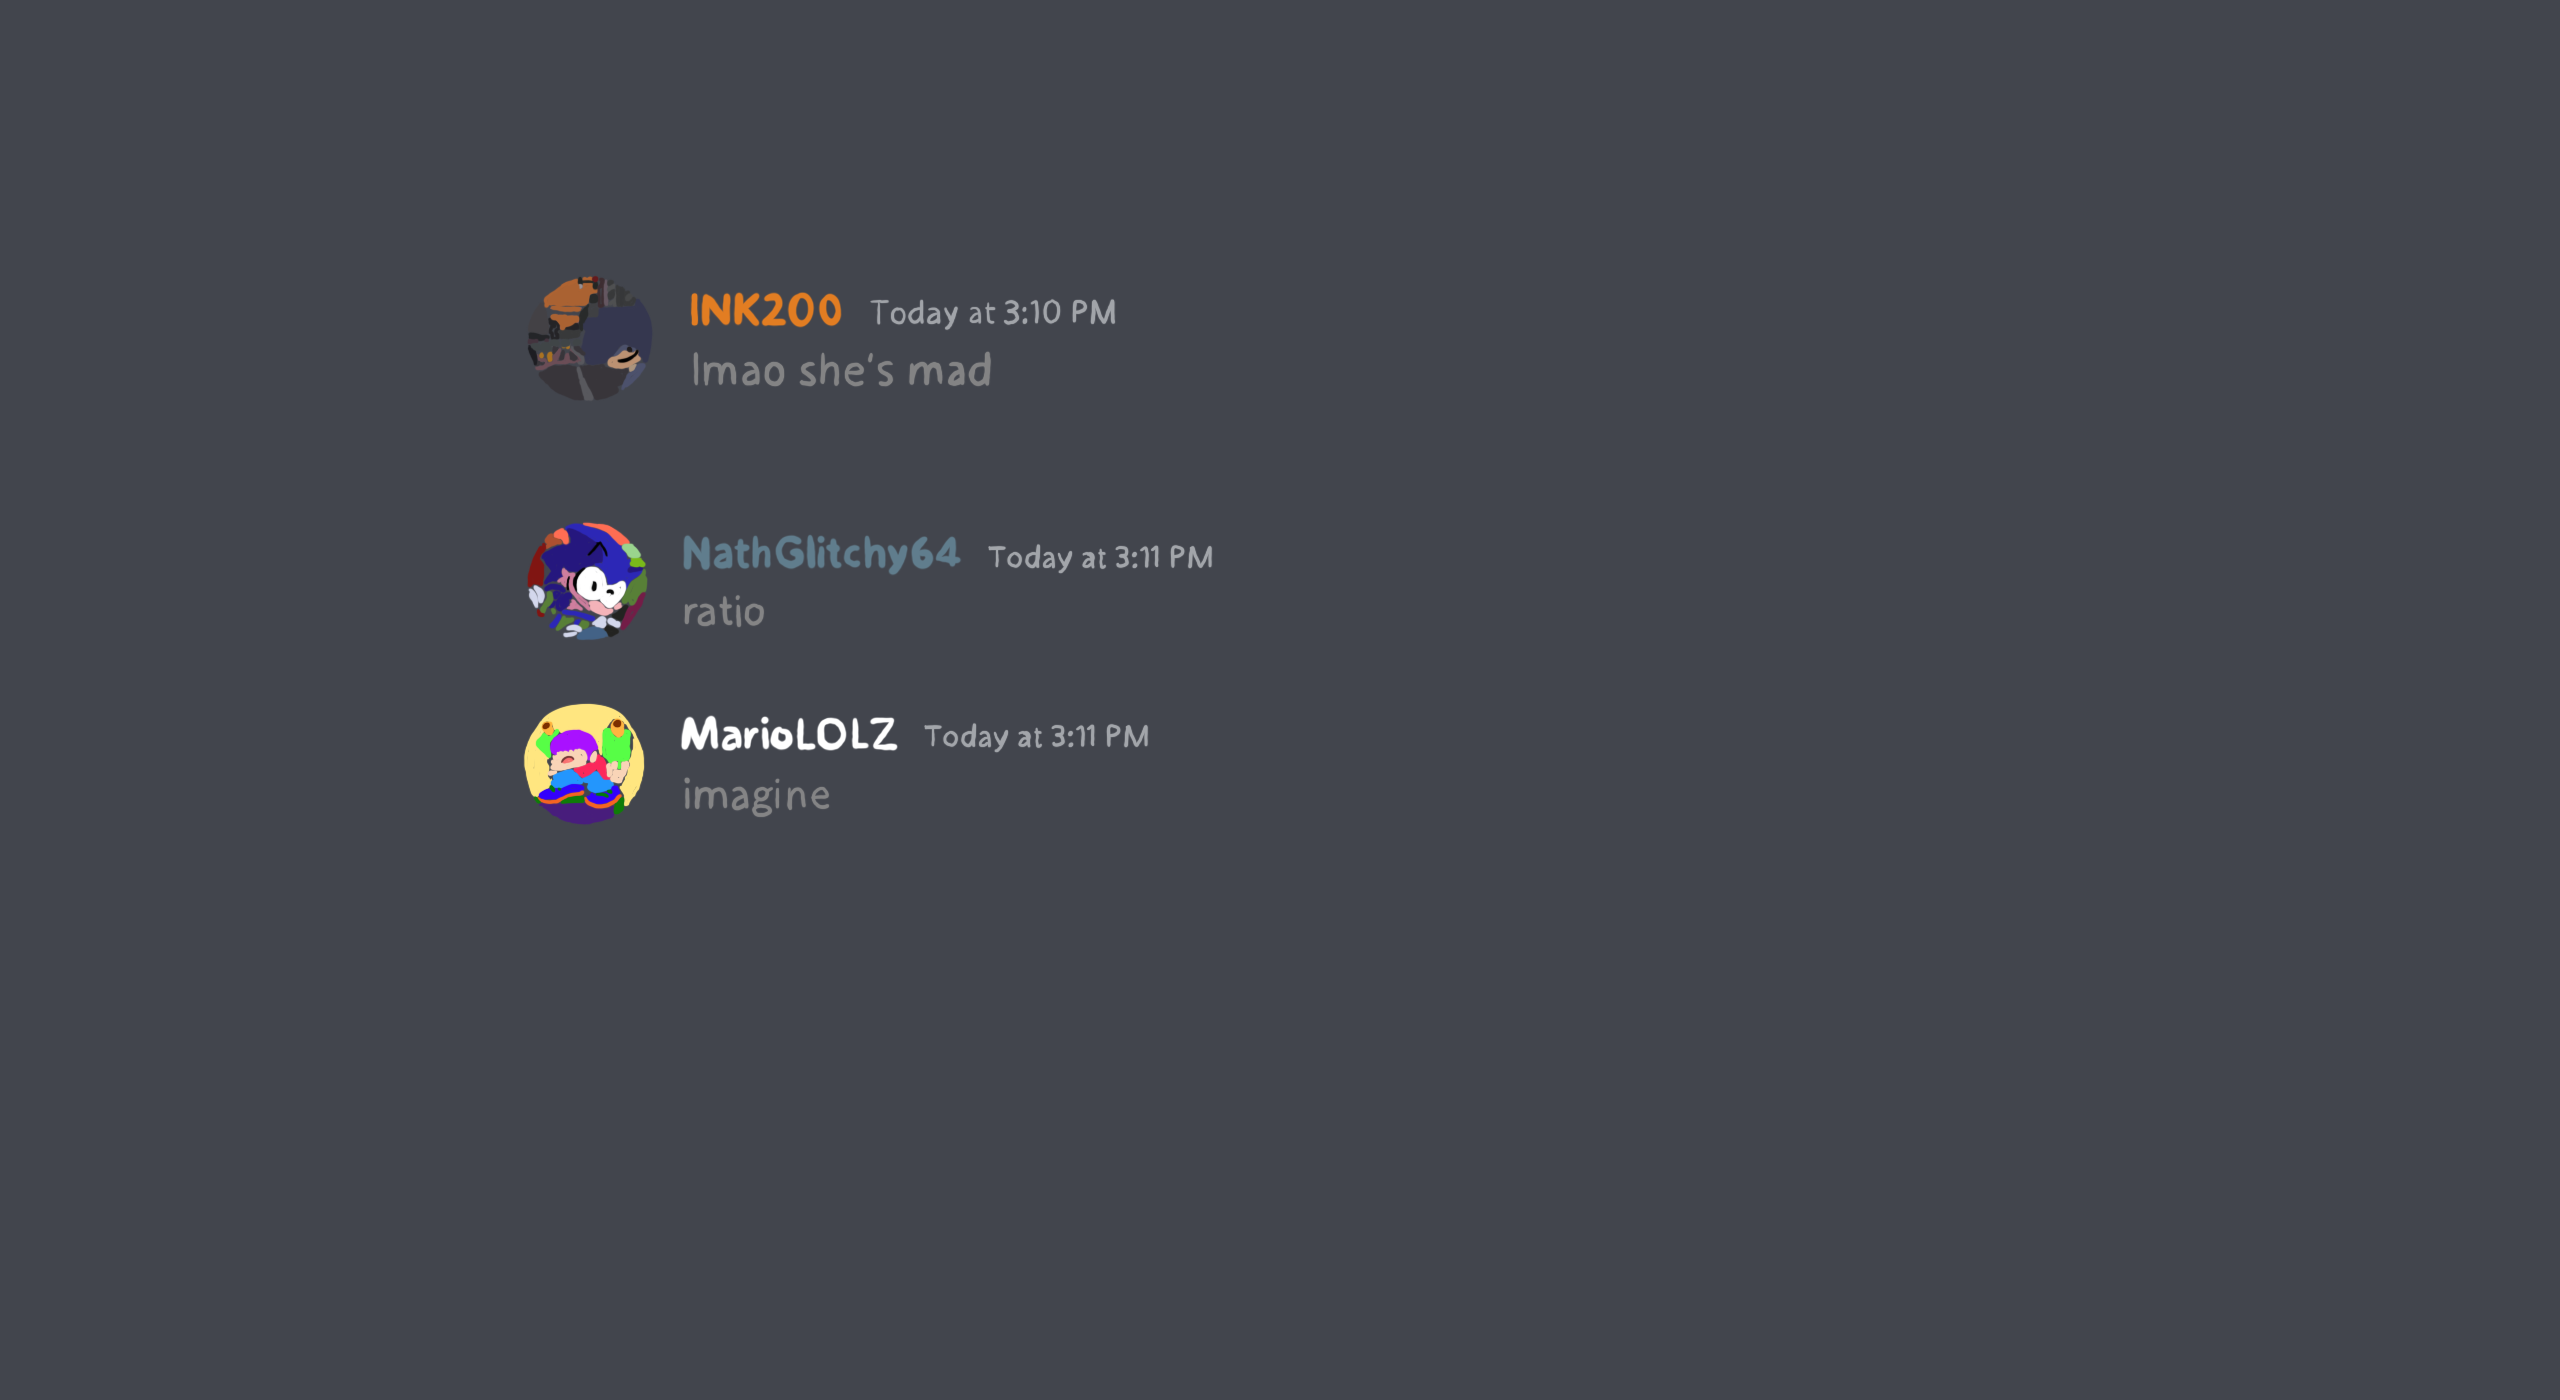 INK200 Today at 3:10 PM
lmao she's mad
NathGlitchy64 Today at 3:11 PM
ratio
MarioLOLZ Today at 3:11 PM
imagine